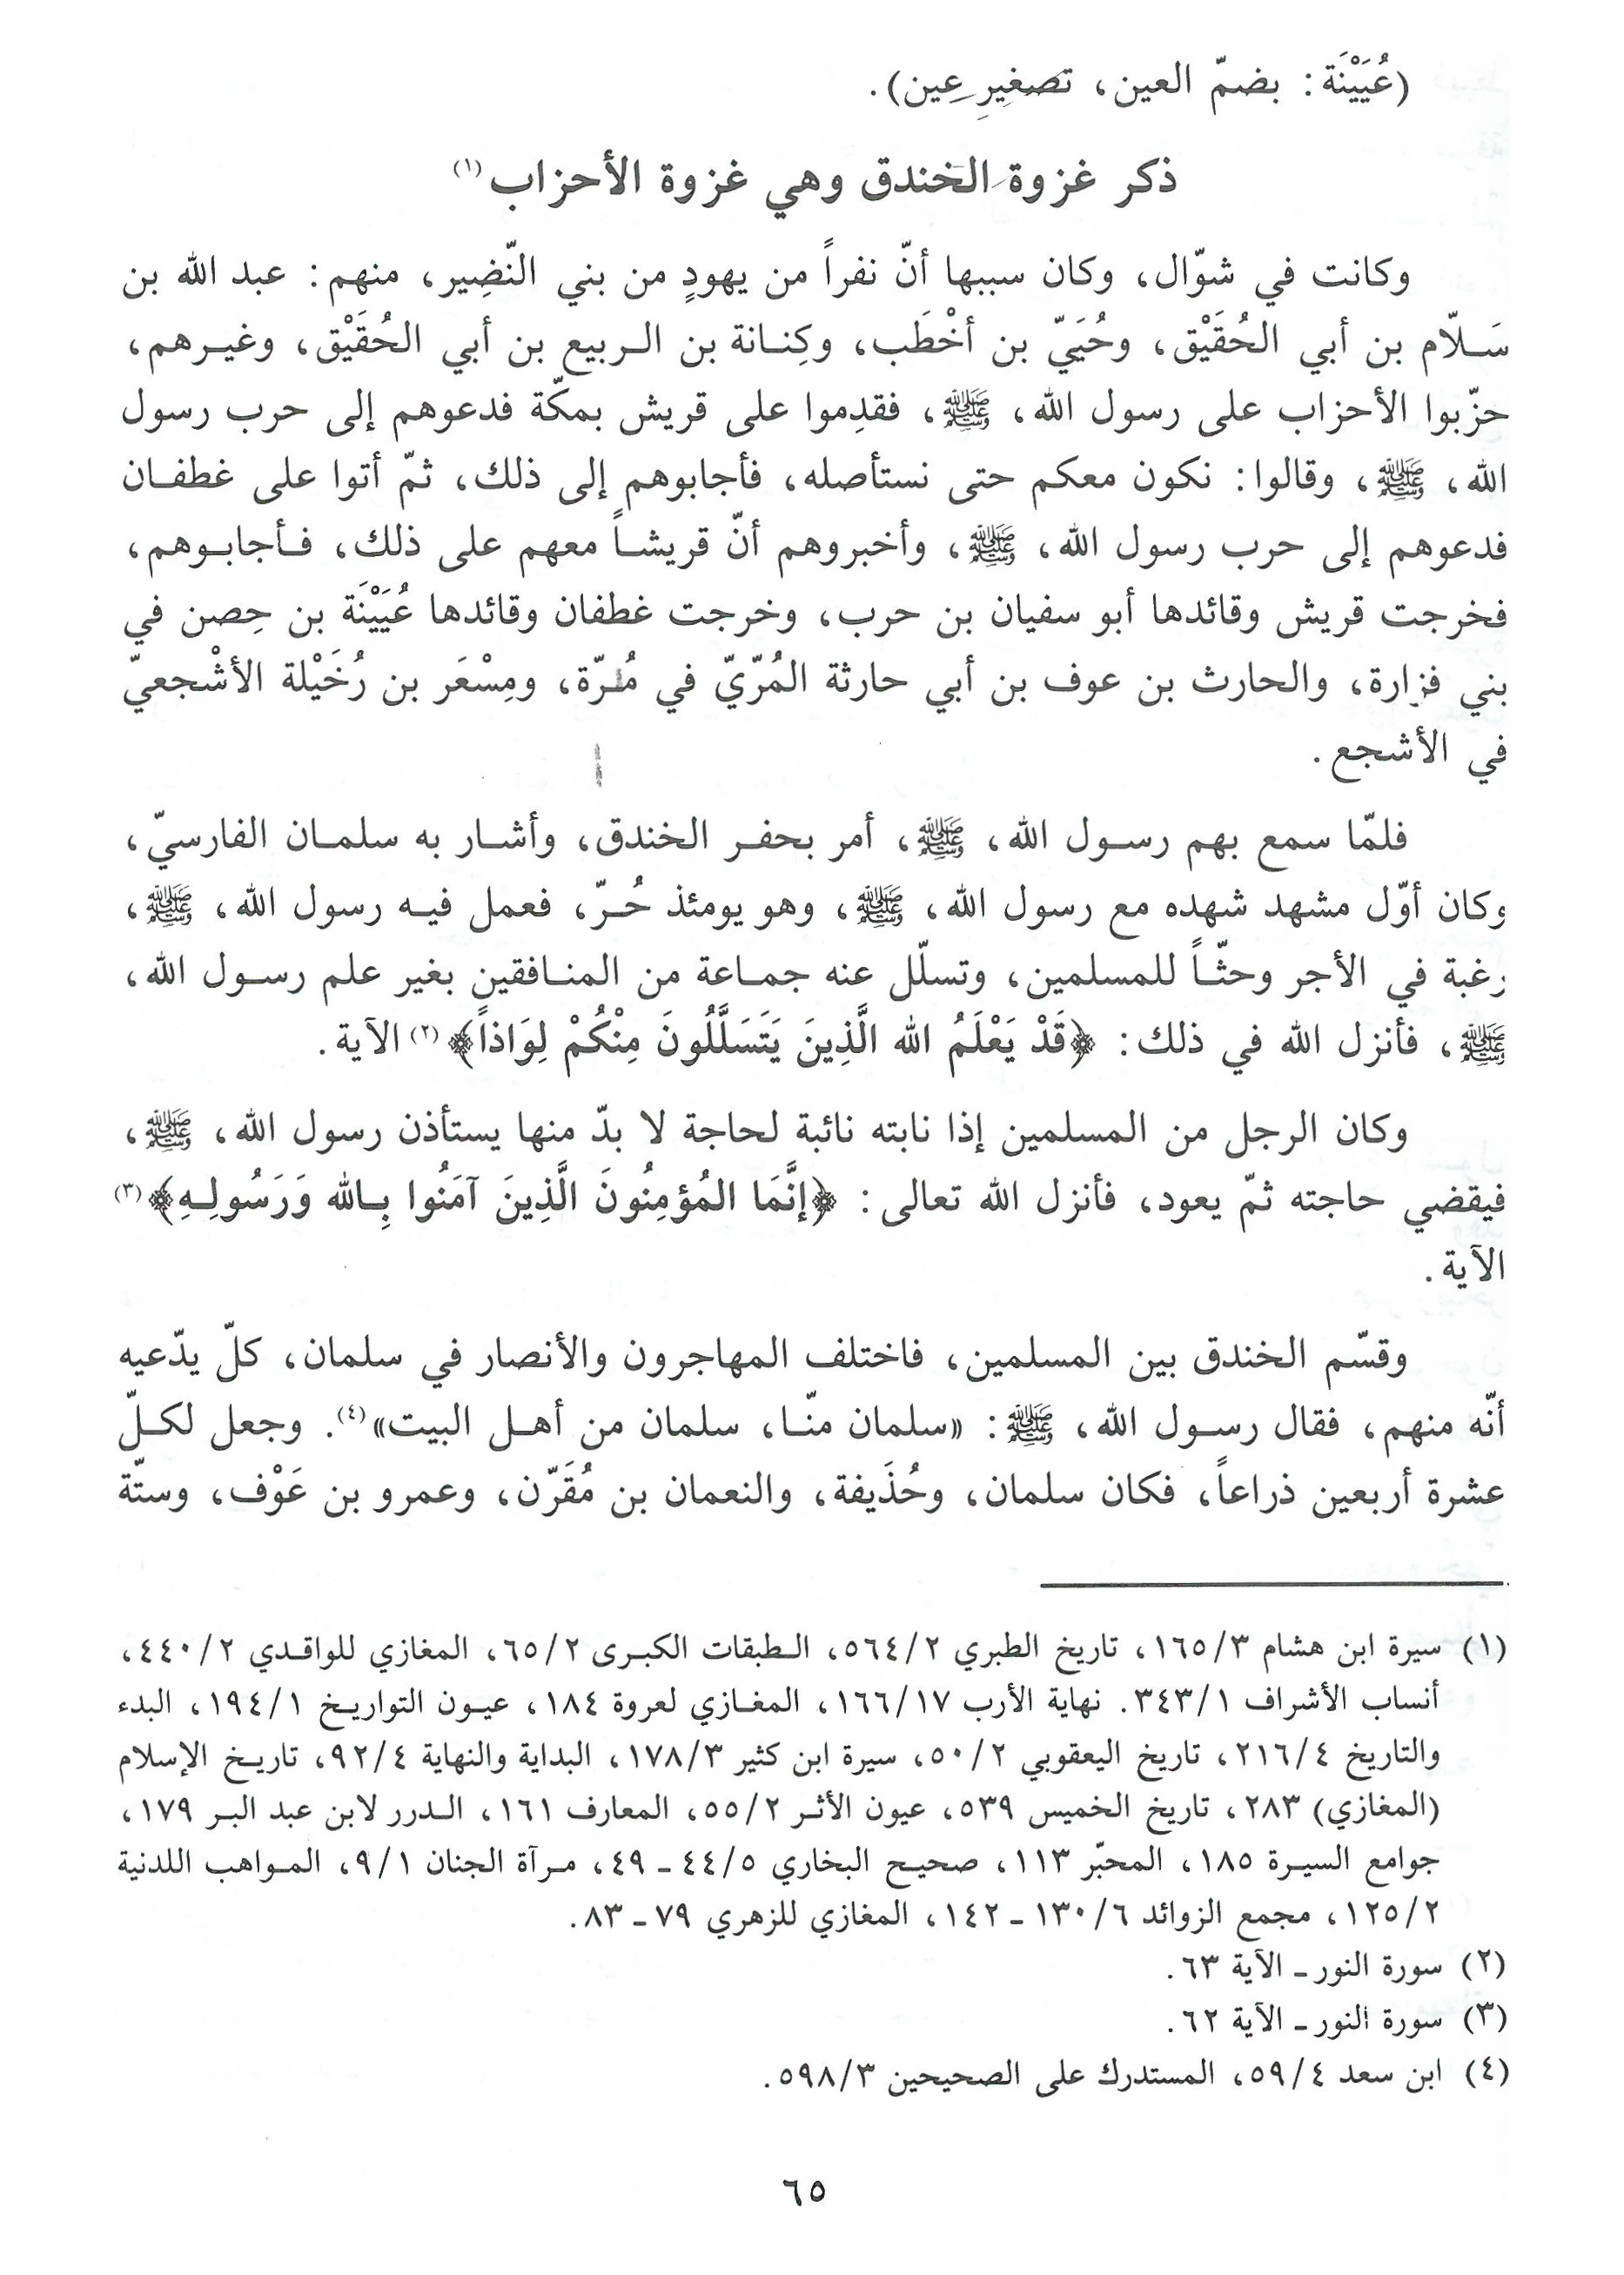 (عُيَيْنَة: بضمّ العين، تصغير عين).
ذكر غزوة الخندق وهي غزوة الأحزاب(١)
وكانت في شوّال، وكان سببها أنّ نفراً من يهودٍ من بني النّضِير، منهم: عبد الله بن
سَلّام بن أبي الحُقَيْق، وحُيَيّ بن أخْطَب، وكِنانة بن الربيع بن أبي الحُقَيْق، وغيرهم،
حزّبوا الأحزاب على رسول الله، ﷺ، فقدِموا على قريش بمكّة فدعوهم إلى حرب رسول
الله، ﷺ، وقالوا: نكون معكم حتى نستأصله، فأجابوهم إلى ذلك، ثمّ أتوا على غطفان
فدعوهم إلى حرب رسول الله، ﷺ، وأخبروهم أنّ قريشاً معهم على ذلك، فأجابوهم،
فخرجت قريش وقائدها أبو سفيان بن حرب، وخرجت غطفان وقائدها عُيَيْنَة بن حِصن في
بني فزارة، والحارث بن عوف بن أبي حارثة المُرّيّ في مُرّة، ومِسْعَر بن رُخَيْلة الأشْجعيّ
في الأشجع.
فلمّا سمع بهم رسول الله، ﷺ، أمر بحفر الخندق، وأشار به سلمان الفارسيّ،
وكان أوّل مشهد شهده مع رسول الله، ﷺ، وهو يومئذ حُرّ، فعمل فيه رسول الله، ﷺ،
رغبة في الأجر وحثّاً للمسلمين، وتسلّل عنه جماعة من المنافقين بغير علم رسول الله،
ﷺ، فأنزل الله في ذلك: ﴿قَدْ يَعْلَمُ الله الَّذِينَ يَتَسَلَّلُونَ مِنْكُمْ لِوَاذاً﴾(٢) الآية.
وكان الرجل من المسلمين إذا نابته نائبة لحاجة لا بدّ منها يستأذن رسول الله، ﷺ،
فيقضي حاجته ثمّ يعود، فأنزل الله تعالى: ﴿إنَّمَا المُؤمِنُونَ الَّذِينَ آمَنُوا بِالله وَرَسُولِهِ﴾(٣)
الآية.
وقسّم الخندق بين المسلمين، فاختلف المهاجرون والأنصار في سلمان، كلّ يدّعيه
أنّه منهم، فقال رسول الله، ﷺ: «سلمان منّا، سلمان من أهل البيت»(٤). وجعل لكلّ
عشرة أربعين ذراعاً، فكان سلمان، وحُذَيفة، والنعمان بن مُقَرّن، وعمرو بن عَوْف، وستّة
(١) سيرة ابن هشام ١٦٥/٣، تاريخ الطبري ٥٦٤/٢، الطبقات الكبرى ٦٥/٢، المغازي للواقدي ٤٤٠/٢،
أنساب الأشراف ٣٤٣/١. نهاية الأرب ١٦٦/١٧، المغازي لعروة ١٨٤، عيون التواريخ ١٩٤/١، البدء
والتاريخ ٢١٦/٤، تاريخ اليعقوبي ٥٠/٢، سيرة ابن كثير ١٧٨/٣، البداية والنهاية ٩٢/٤، تاريخ الإسلام
(المغازي) ٢٨٣، تاريخ الخميس ٥٣٩، عيون الأثر ٥٥/٢، المعارف ١٦١، الدرر لابن عبد البر ١٧٩،
جوامع السيرة ١٨٥، المحبّر ١١٣، صحيح البخاري ٤٤/٥ - ٤٩، مرآة الجنان ٩/١، المواهب اللدنية
١٢٥/٢، مجمع الزوائد ١٣٠/٦ - ١٤٢، المغازي للزهري ٧٩ - ٨٣.
(٢) سورة النور - الآية ٦٣.
(٣) سورة النور - الآية ٦٢.
(٤) ابن سعد ٥٩/٤، المستدرك على الصحيحين ٥٩٨/٣.
٦٥